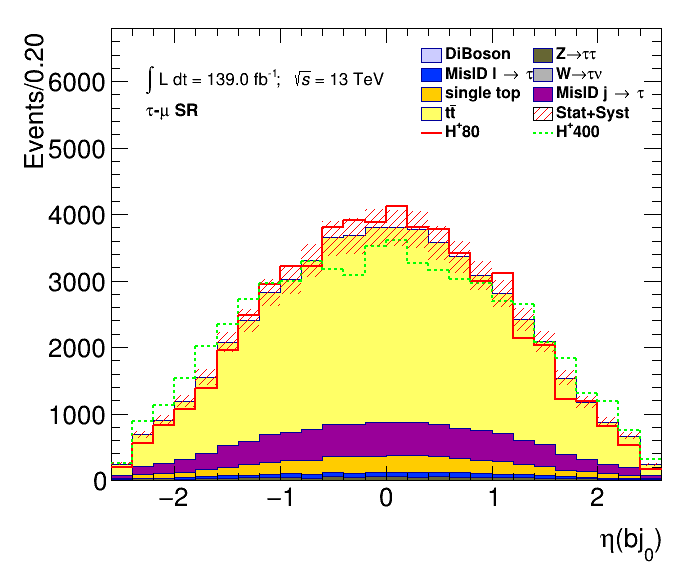 Events/0.20
6000
5000
4000
3000
2000
1000
0
∫ L dt = 139.0 fb⁻¹; √s = 13 TeV
τ-μ SR
DiBoson
Z→ττ
MisID l → τ
W→τν
single top
MisID j → τ
tt̄
Stat+Syst
H⁺80
H⁺400
−2 −1 0 1 2
η(bj₀)